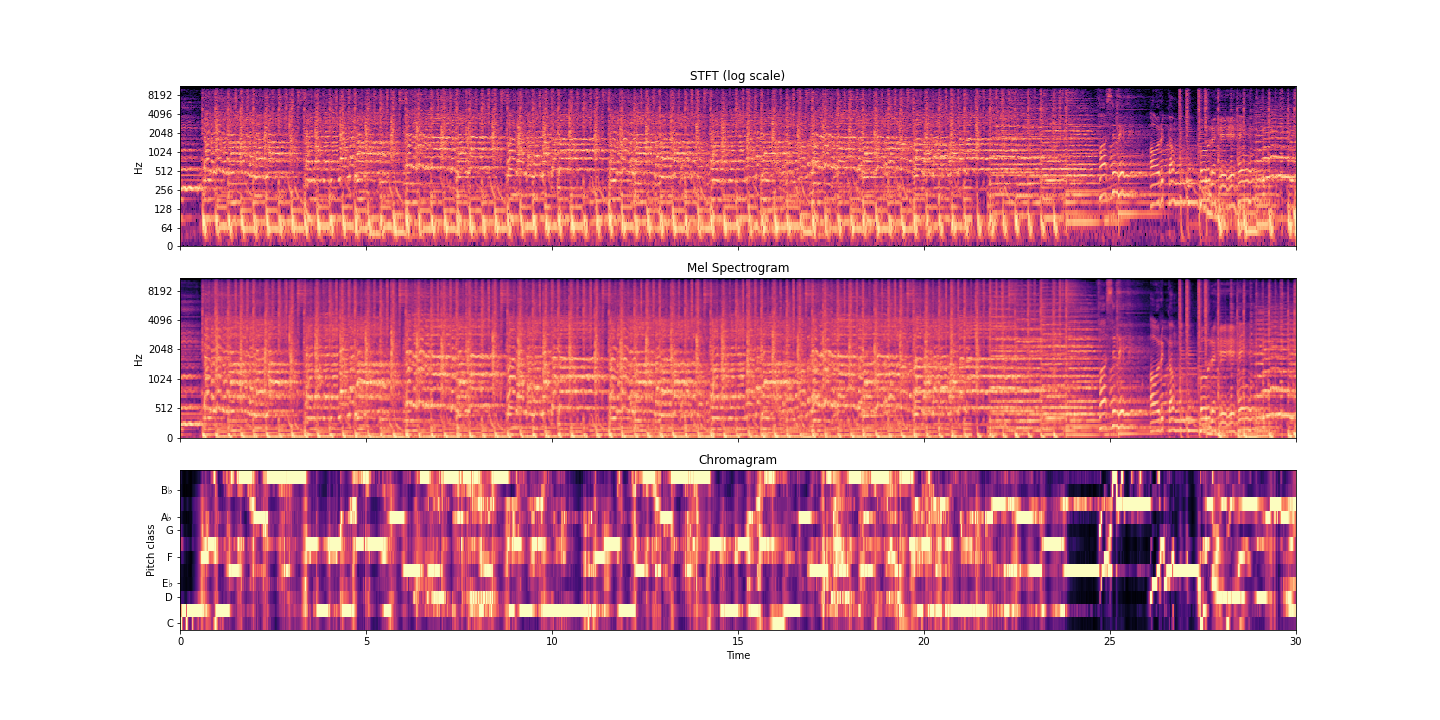 STFT (log scale)
8192
4096
2048
1024
512
256
128
64
0
Hz
Mel Spectrogram
8192
4096
2048
1024
512
0
Hz
Chromagram
B♭
A♭
G
F
E♭
D
C
Pitch class
0 5 10 15 20 25 30
Time